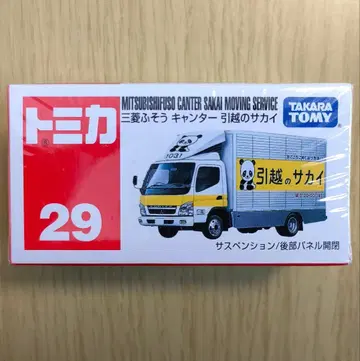 MITSUBISHIFUSO CANTER SAKAI MOVING SERVICE
三菱ふそう キャンター 引越のサカイ
TAKARA
TOMY
トミカ
29
1031
引越のサカイ
サスペンション/後部パネル開閉